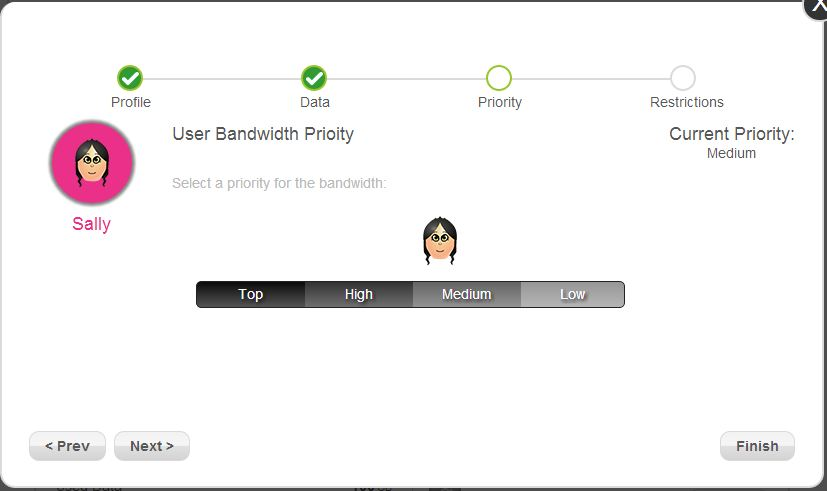 X
Profile Data Priority Restrictions
User Bandwidth Prioity
Current Priority:
Medium
Select a priority for the bandwidth:
Sally
Top High Medium Low
< Prev Next > Finish